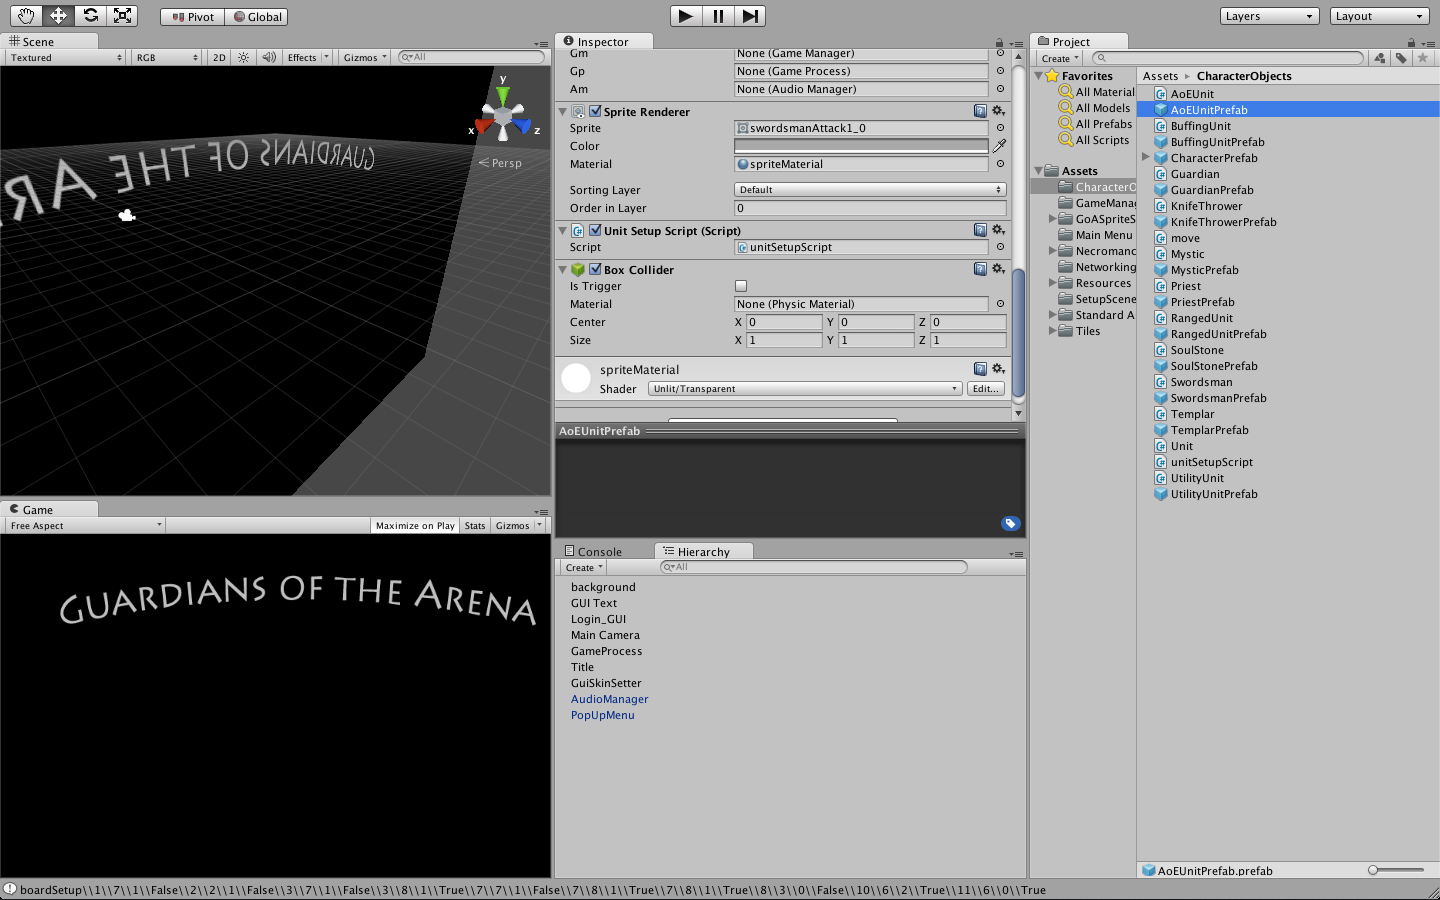 Pivot
Global
Layers
Layout
Scene
Textured
RGB
2D
Effects
Gizmos
All
y
x
z
Persp
GUARDIANS OF THE AR
Game
Free Aspect
Maximize on Play
Stats
Gizmos
GUARDIANS OF THE ARENA
Inspector
Gm
None (Game Manager)
Gp
None (Game Process)
Am
None (Audio Manager)
Sprite Renderer
Sprite
swordsmanAttack1_0
Color
Material
spriteMaterial
Sorting Layer
Default
Order in Layer
0
Unit Setup Script (Script)
Script
unitSetupScript
Box Collider
Is Trigger
Material
None (Physic Material)
Center
X 0 Y 0 Z 0
Size
X 1 Y 1 Z 1
spriteMaterial
Shader
Unlit/Transparent
Edit...
AoEUnitPrefab
Console
Hierarchy
Create
All
background
GUI Text
Login_GUI
Main Camera
GameProcess
Title
GuiSkinSetter
AudioManager
PopUpMenu
Project
Create
Favorites
All Material
All Models
All Prefabs
All Scripts
Assets
CharacterO
GameManag
GoASpriteS
Main Menu
Necromanc
Networking
Resources
SetupScene
Standard A
Tiles
Assets ▸ CharacterObjects
AoEUnit
AoEUnitPrefab
BuffingUnit
BuffingUnitPrefab
CharacterPrefab
Guardian
GuardianPrefab
KnifeThrower
KnifeThrowerPrefab
move
Mystic
MysticPrefab
Priest
PriestPrefab
RangedUnit
RangedUnitPrefab
SoulStone
SoulStonePrefab
Swordsman
SwordsmanPrefab
Templar
TemplarPrefab
Unit
unitSetupScript
UtilityUnit
UtilityUnitPrefab
AoEUnitPrefab.prefab
boardSetup\\1\\7\\1\\False\\2\\2\\1\\False\\3\\7\\1\\False\\3\\8\\1\\True\\7\\7\\1\\False\\7\\8\\1\\True\\7\\8\\1\\True\\8\\3\\0\\False\\10\\6\\2\\True\\11\\6\\0\\True